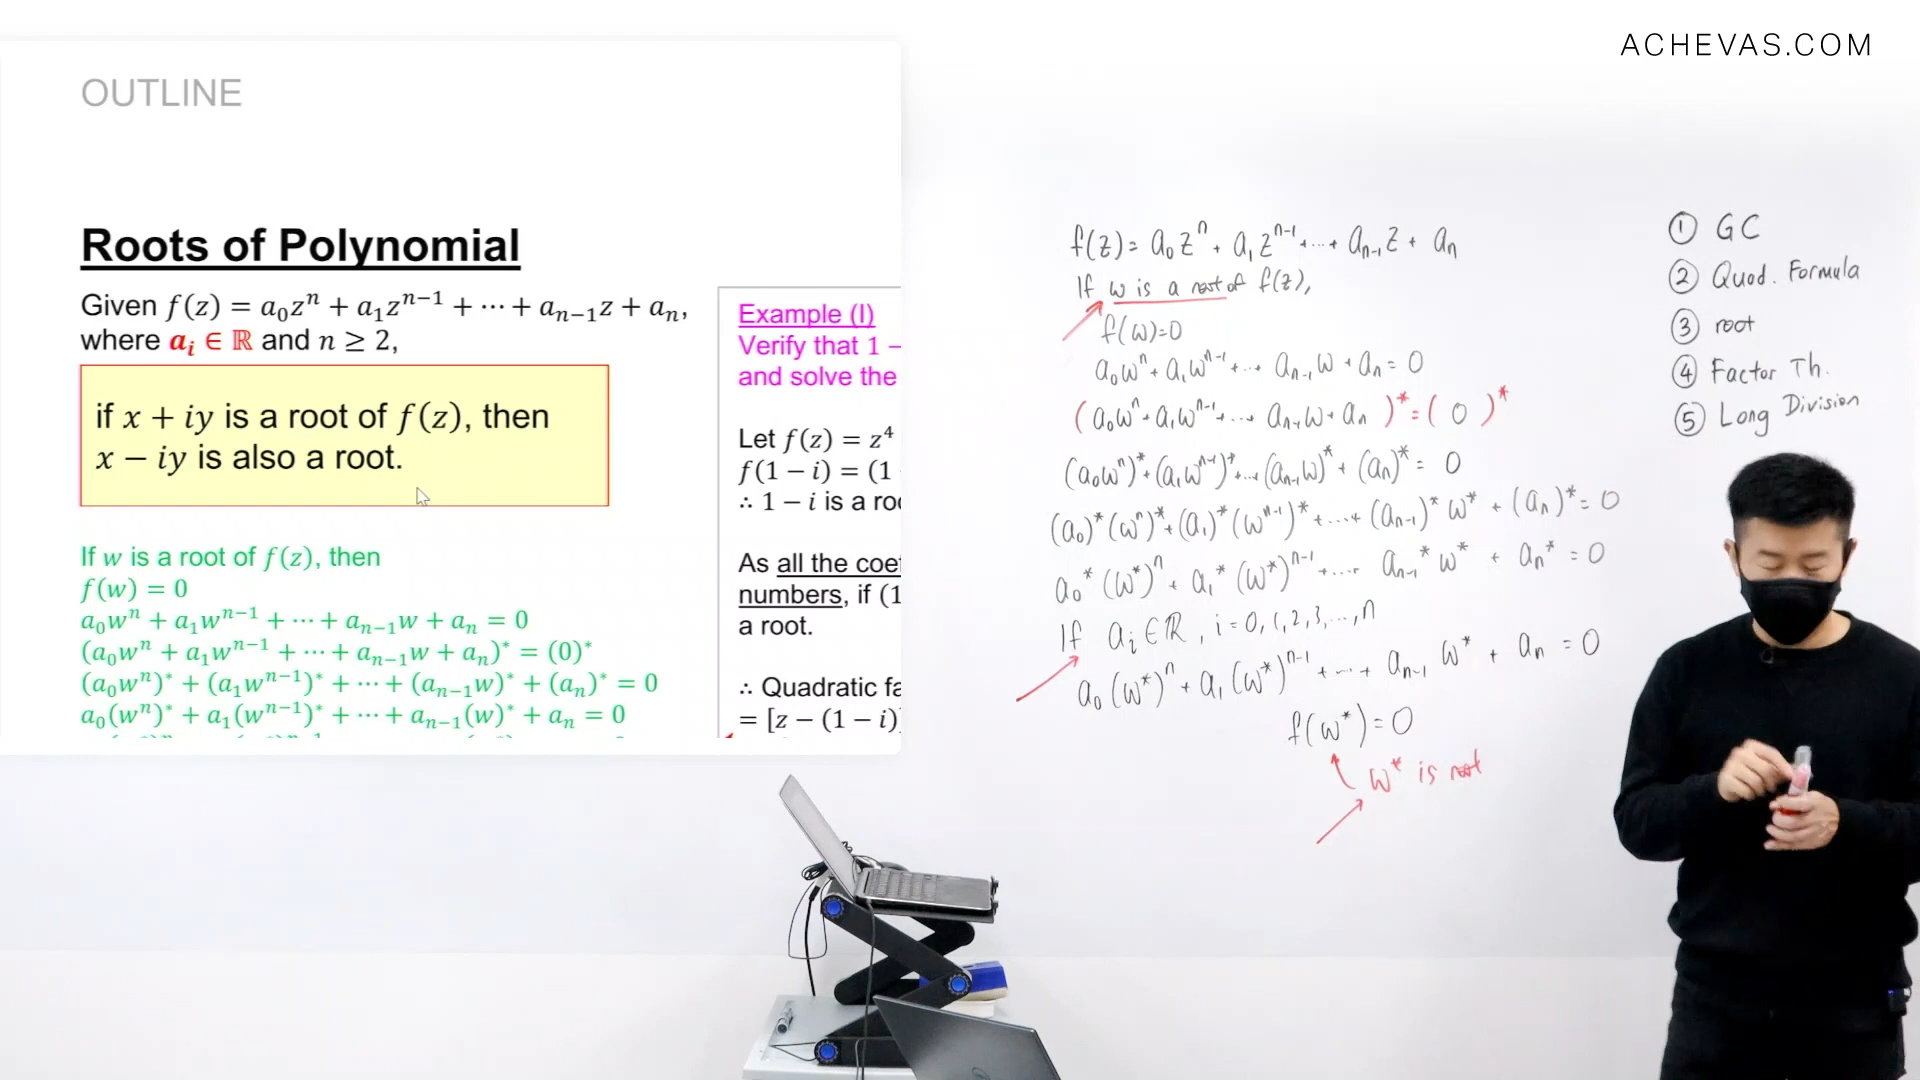 ACHEVAS.COM
OUTLINE
Roots of Polynomial
Given f(z) = a₀zⁿ + a₁zⁿ⁻¹ + ⋯ + aₙ₋₁z + aₙ,
where aᵢ ∈ ℝ and n ≥ 2,
if x + iy is a root of f(z), then
x − iy is also a root.
If w is a root of f(z), then
f(w) = 0
a₀wⁿ + a₁wⁿ⁻¹ + ⋯ + aₙ₋₁w + aₙ = 0
(a₀wⁿ + a₁wⁿ⁻¹ + ⋯ + aₙ₋₁w + aₙ)* = (0)*
(a₀wⁿ)* + (a₁wⁿ⁻¹)* + ⋯ + (aₙ₋₁w)* + (aₙ)* = 0
a₀(wⁿ)* + a₁(wⁿ⁻¹)* + ⋯ + aₙ₋₁(w)* + aₙ = 0
Example (I)
Verify that 1 −
and solve the
Let f(z) = z⁴
f(1 − i) = (1
∴ 1 − i is a roo
As all the coef
numbers, if (1
a root.
∴ Quadratic fa
= [z − (1 − i)]
f(z) = a₀zⁿ + a₁zⁿ⁻¹ + ⋯ + aₙ₋₁z + aₙ
If w is a root of f(z),
f(w)=0
a₀wⁿ + a₁wⁿ⁻¹ + ⋯ aₙ₋₁w + aₙ = 0
(a₀wⁿ + a₁wⁿ⁻¹ + ⋯ aₙ₋₁w + aₙ)* = (0)*
(a₀wⁿ)* + (a₁wⁿ⁻¹)* + ⋯ (aₙ₋₁w)* + (aₙ)* = 0
(a₀)*(wⁿ)* + (a₁)*(wⁿ⁻¹)* + ⋯ + (aₙ₋₁)* w* + (aₙ)* = 0
a₀*(w*)ⁿ + a₁*(w*)ⁿ⁻¹ + ⋯ aₙ₋₁* w* + aₙ* = 0
If aᵢ ∈ ℝ, i = 0, 1, 2, 3, ..., n
a₀(w*)ⁿ + a₁(w*)ⁿ⁻¹ + ⋯ + aₙ₋₁ w* + aₙ = 0
f(w*) = 0
w* is root
① GC
② Quad. Formula
③ root
④ Factor Th.
⑤ Long Division